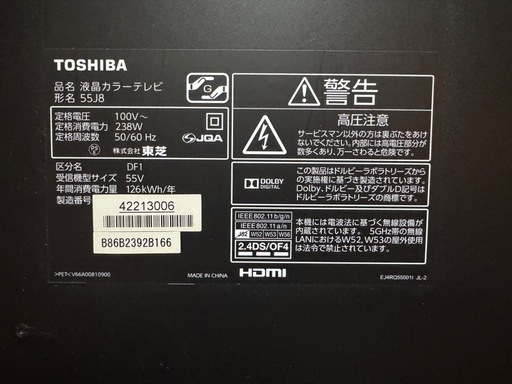 TOSHIBA
品名 液晶カラーテレビ
形名 55J8
G
定格電圧 100V～
定格消費電力 238W
定格周波数 50/60 Hz
PS E
JQA
株式会社 東芝
区分名 DF1
受信機型サイズ 55V
年間消費電力量 126kWh/年
製造番号
42213006
B86B2392B166
>PET< V66A00810900
警告
高圧注意
サービスマン以外の方は裏ぶたをあけ
ないでください。内部には高電圧部分が
数多くあり、万一さわると危険です。
DOLBY
DIGITAL
この製品はドルビーラボラトリーズから
の実施権に基づき製造されています。
Dolby、ドルビー及びダブルD記号は
ドルビーラボラトリーズの商標です。
IEEE802.11b/g/n
IEEE802.11a/n
W52 W53 W56
2.4DS/OF4
本機には電波法に基づく無線設備が
内蔵されています。 5GHz帯の無線
LANにおけるW52, W53の屋外使用
は法令で禁止されています。
MADE IN CHINA
HDMI
EJ4IRQ55001I JL-2